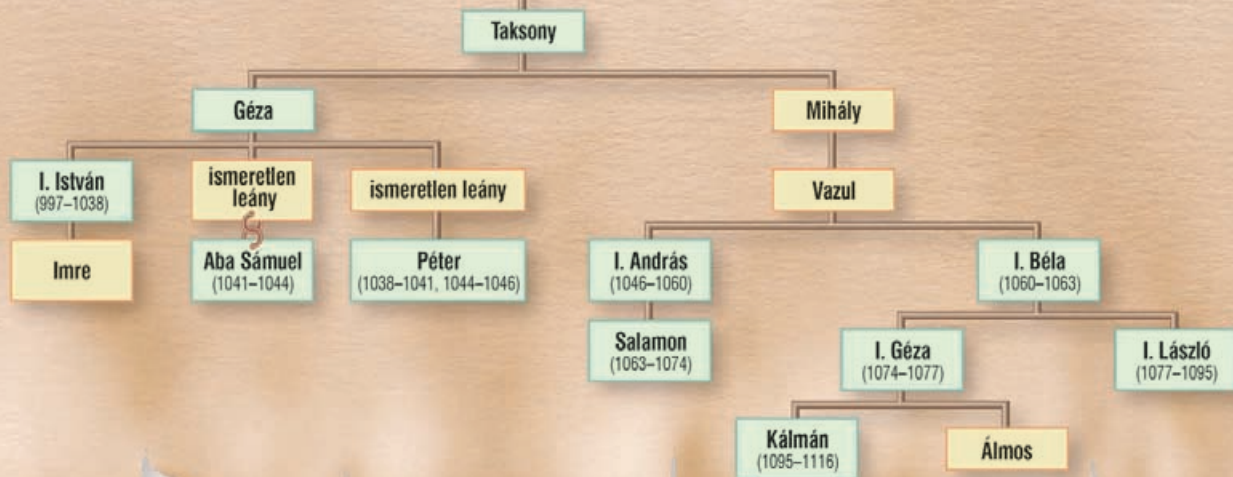 Taksony
Géza
Mihály
I. István
(997–1038)
ismeretlen
leány
ismeretlen leány
Vazul
Imre
Aba Sámuel
(1041–1044)
Péter
(1038–1041, 1044–1046)
I. András
(1046–1060)
I. Béla
(1060–1063)
Salamon
(1063–1074)
I. Géza
(1074–1077)
I. László
(1077–1095)
Kálmán
(1095–1116)
Álmos